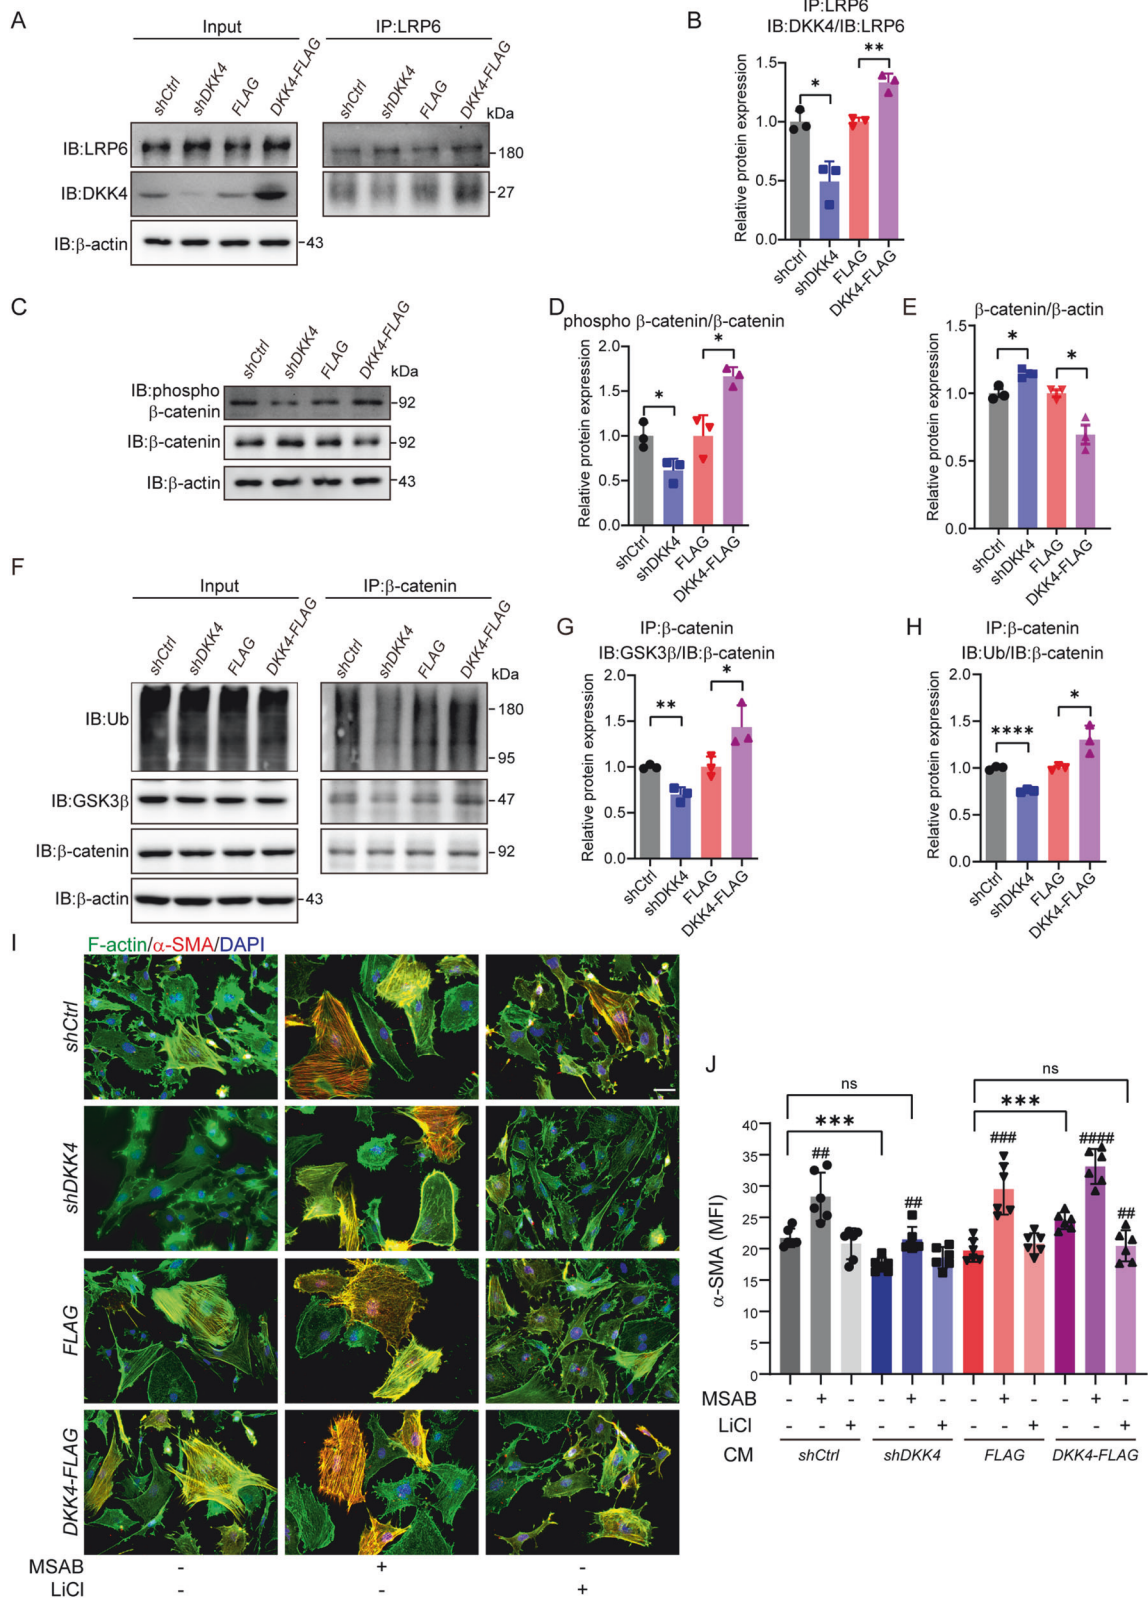 A
Input
IP:LRP6
shCtrl
shDKK4
FLAG
DKK4-FLAG
shCtrl
shDKK4
FLAG
DKK4-FLAG
kDa
IB:LRP6
-180
IB:DKK4
-27
IB:β-actin
-43
B
IP:LRP6
IB:DKK4/IB:LRP6
Relative protein expression
1.5
1.0
0.5
0.0
*
**
shCtrl
shDKK4
FLAG
DKK4-FLAG
C
shCtrl
shDKK4
FLAG
DKK4-FLAG
kDa
IB:phospho
β-catenin
-92
IB:β-catenin
-92
IB:β-actin
-43
D
phospho β-catenin/β-catenin
Relative protein expression
2.0
1.5
1.0
0.5
0.0
*
*
shCtrl
shDKK4
FLAG
DKK4-FLAG
E
β-catenin/β-actin
Relative protein expression
1.5
1.0
0.5
0.0
*
*
shCtrl
shDKK4
FLAG
DKK4-FLAG
F
Input
IP:β-catenin
shCtrl
shDKK4
FLAG
DKK4-FLAG
shCtrl
shDKK4
FLAG
DKK4-FLAG
kDa
IB:Ub
-180
-95
IB:GSK3β
-47
IB:β-catenin
-92
IB:β-actin
-43
G
IP:β-catenin
IB:GSK3β/IB:β-catenin
Relative protein expression
2.0
1.5
1.0
0.5
0.0
**
*
shCtrl
shDKK4
FLAG
DKK4-FLAG
H
IP:β-catenin
IB:Ub/IB:β-catenin
Relative protein expression
2.0
1.5
1.0
0.5
0.0
****
*
shCtrl
shDKK4
FLAG
DKK4-FLAG
I
F-actin/α-SMA/DAPI
shCtrl
shDKK4
FLAG
DKK4-FLAG
MSAB - + -
LiCl - - +
J
ns
ns
***
***
##
##
###
####
##
α-SMA (MFI)
40
35
30
25
20
15
10
5
0
MSAB - + - - + - - + - - + -
LiCl - - + - - + - - + - - +
CM shCtrl shDKK4 FLAG DKK4-FLAG